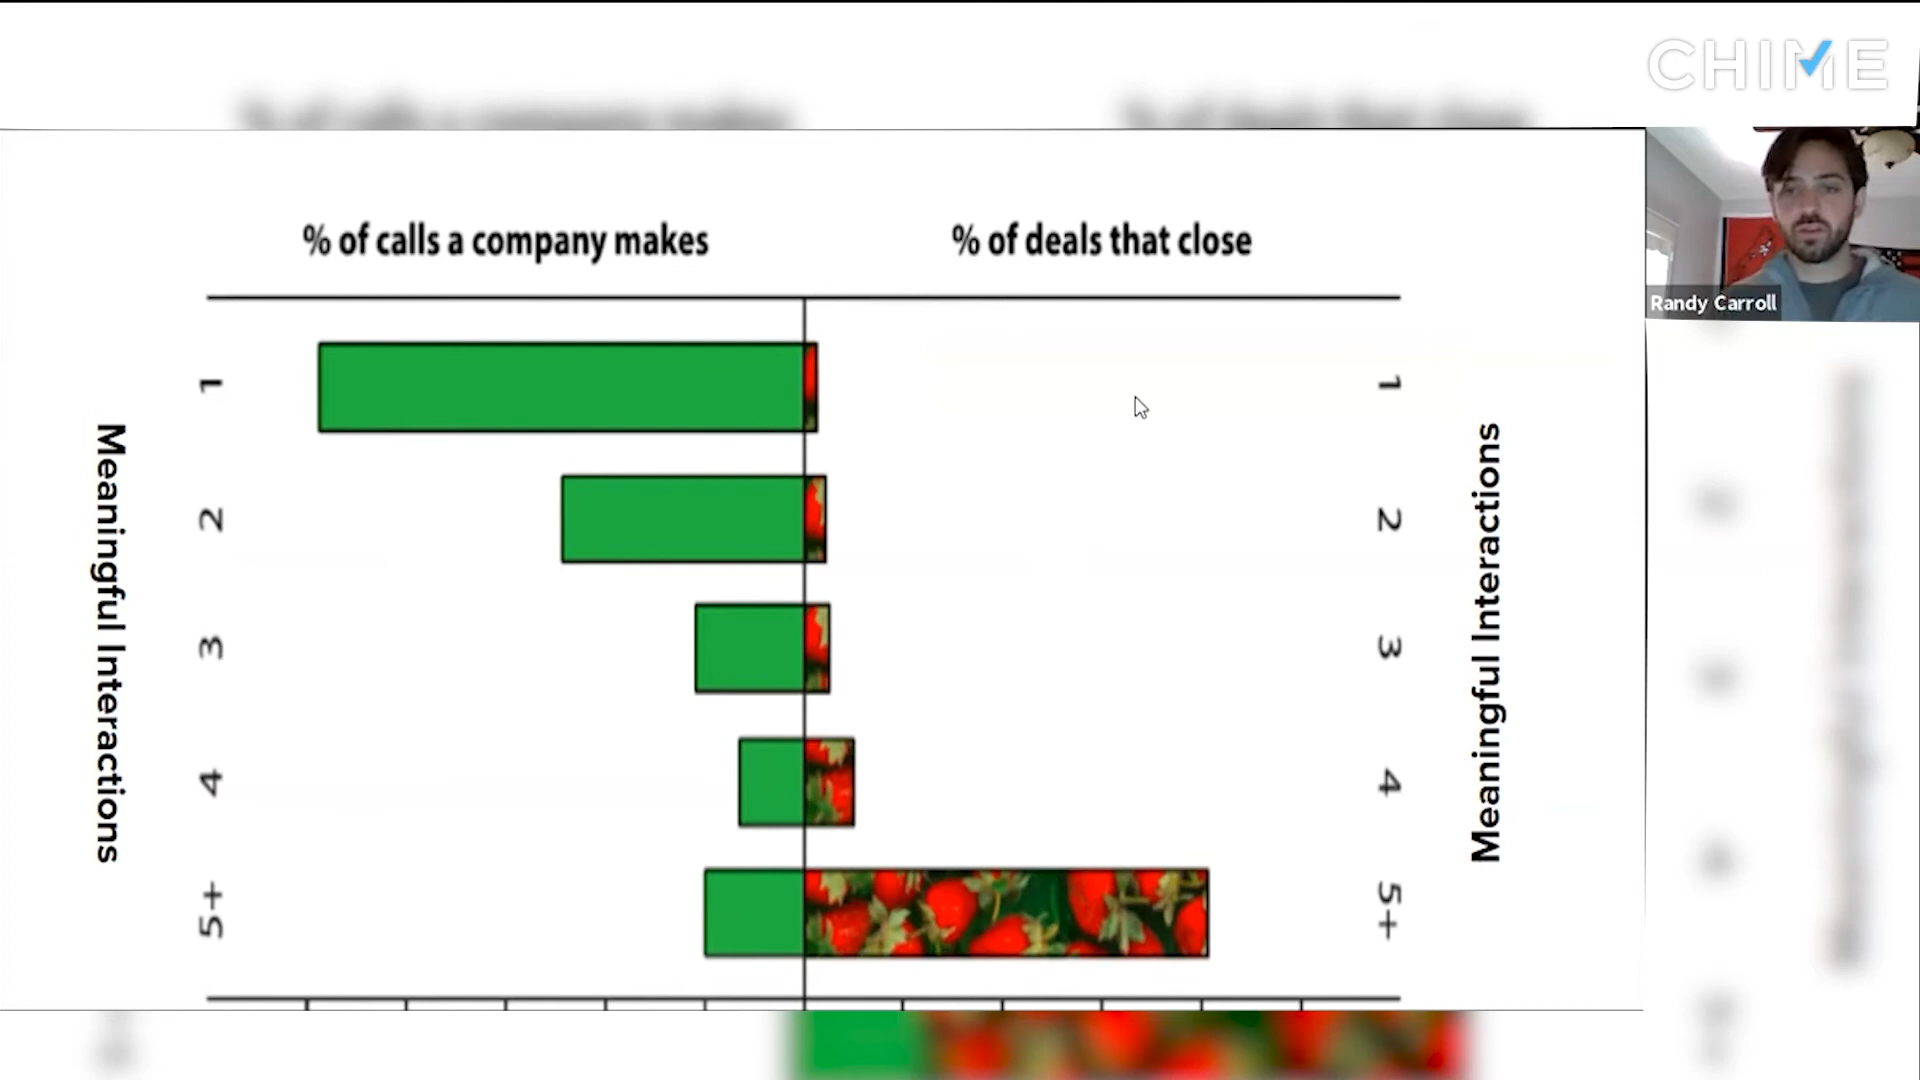 CHIME
% of calls a company makes
% of deals that close
Randy Carroll
Meaningful Interactions
1
2
3
4
5+
1
2
3
4
5+
Meaningful Interactions